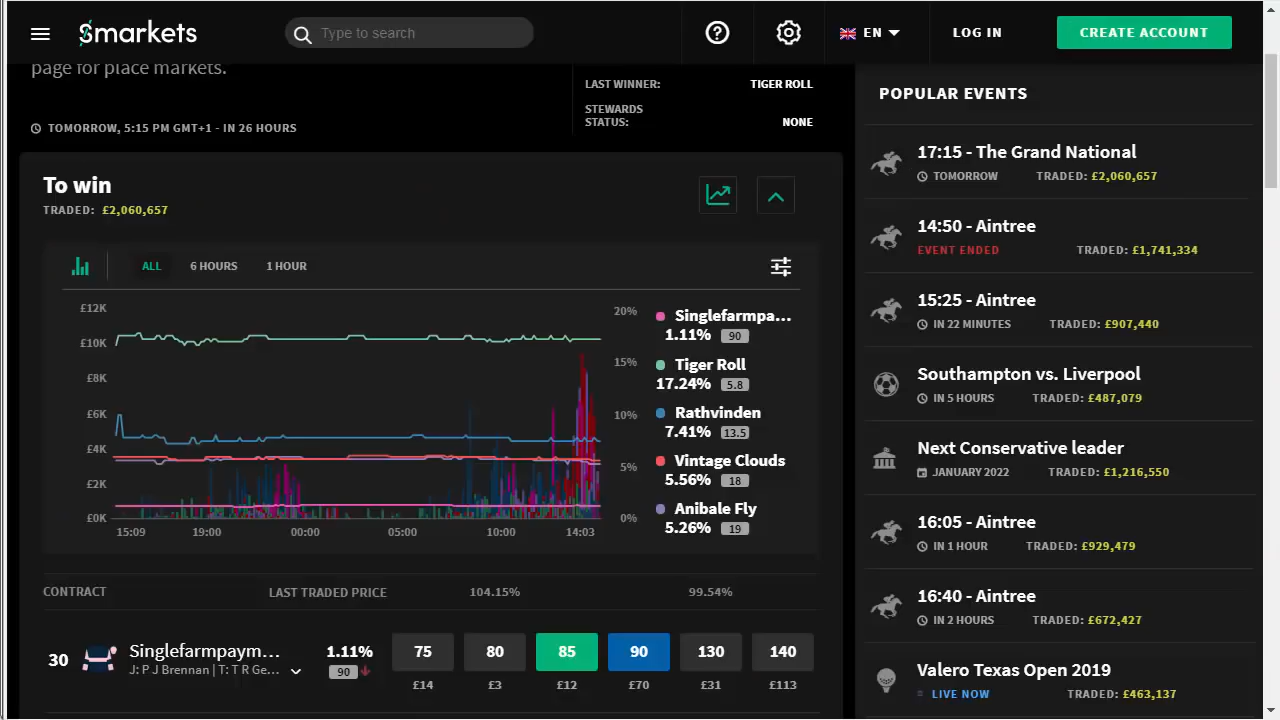 Smarkets
Type to search
EN
LOG IN
CREATE ACCOUNT
page for place markets.
TOMORROW, 5:15 PM GMT+1 - IN 26 HOURS
LAST WINNER: TIGER ROLL
STEWARDS
STATUS: NONE
To win
TRADED: £2,060,657
ALL 6 HOURS 1 HOUR
£12K
£10K
£8K
£6K
£4K
£2K
£0K
20%
15%
10%
5%
0%
15:09 19:00 00:00 05:00 10:00 14:03
Singlefarmpa...
1.11% 90
Tiger Roll
17.24% 5.8
Rathvinden
7.41% 13.5
Vintage Clouds
5.56% 18
Anibale Fly
5.26% 19
CONTRACT LAST TRADED PRICE 104.15% 99.54%
30 Singlefarmpaym... 1.11% 75 80 85 90 130 140
J: P J Brennan | T: T R Ge... 90 £14 £3 £12 £70 £31 £113
POPULAR EVENTS
17:15 - The Grand National
TOMORROW TRADED: £2,060,657
14:50 - Aintree
EVENT ENDED TRADED: £1,741,334
15:25 - Aintree
IN 22 MINUTES TRADED: £907,440
Southampton vs. Liverpool
IN 5 HOURS TRADED: £487,079
Next Conservative leader
JANUARY 2022 TRADED: £1,216,550
16:05 - Aintree
IN 1 HOUR TRADED: £929,479
16:40 - Aintree
IN 2 HOURS TRADED: £672,427
Valero Texas Open 2019
LIVE NOW TRADED: £463,137